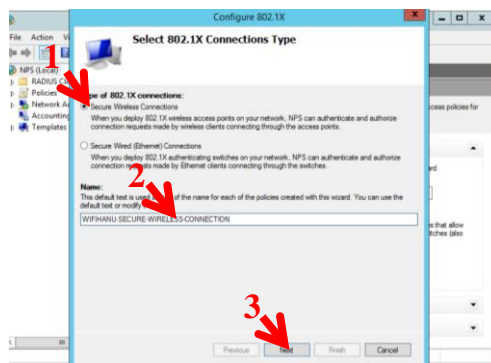 Configure 802.1X
File Action
Select 802.1X Connections Type
1
NPS (Local)
RADIUS
Policies
Network
Accounting
Templates
Type of 802.1X connections:
Secure Wireless Connections
When you deploy 802.1X wireless access points on your network, NPS can authenticate and authorize
connection requests made by wireless clients connecting through the access points.
Secure Wired (Ethernet) Connections
When you deploy 802.1X authenticating switches on your network, NPS can authenticate and authorize
connection requests made by Ethernet clients connecting through the switches.
2
Name:
This default text is used of the name for each of the policies created with this wizard. You can use the
default text or modify
WIFIHANU-SECURE-WIRELESS-CONNECTION
3
Previous Next Finish Cancel
access policies for
that allow
(also